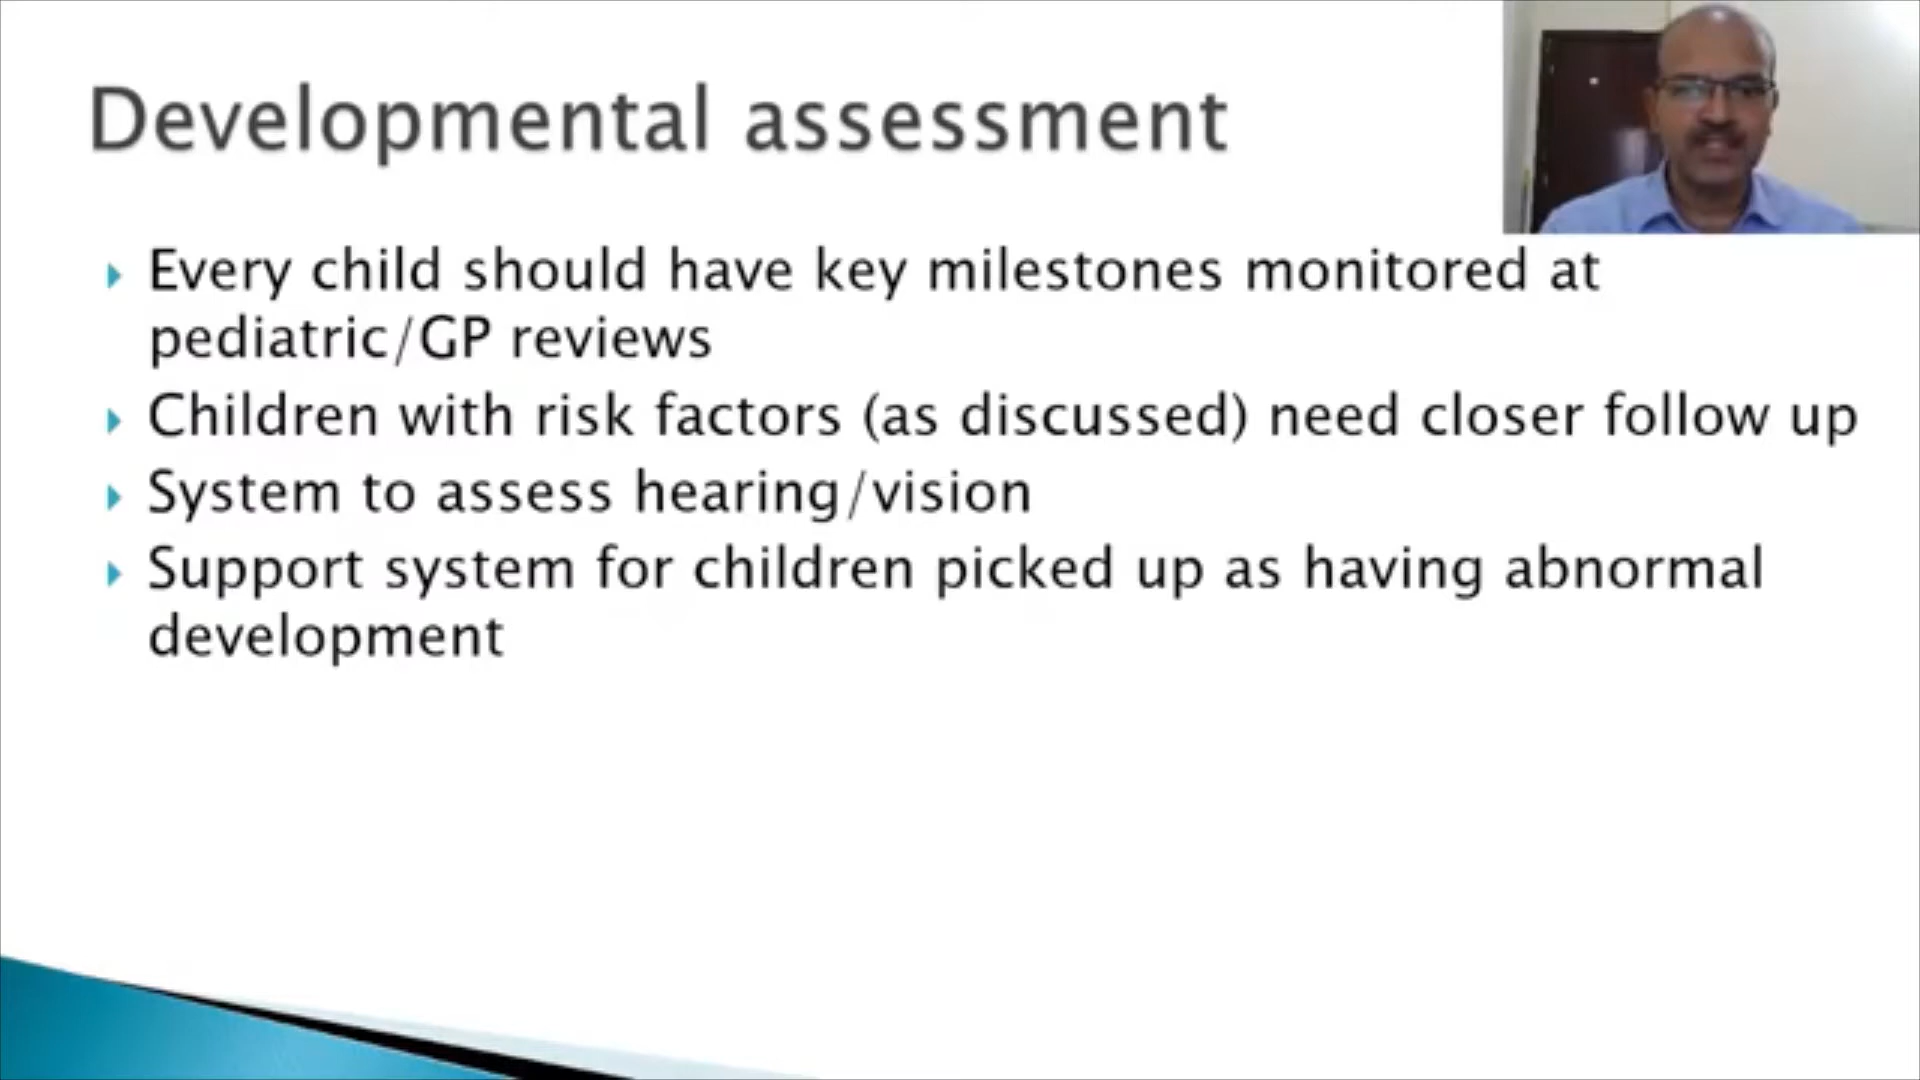 Developmental assessment
Every child should have key milestones monitored at
pediatric/GP reviews
Children with risk factors (as discussed) need closer follow up
System to assess hearing/vision
Support system for children picked up as having abnormal
development